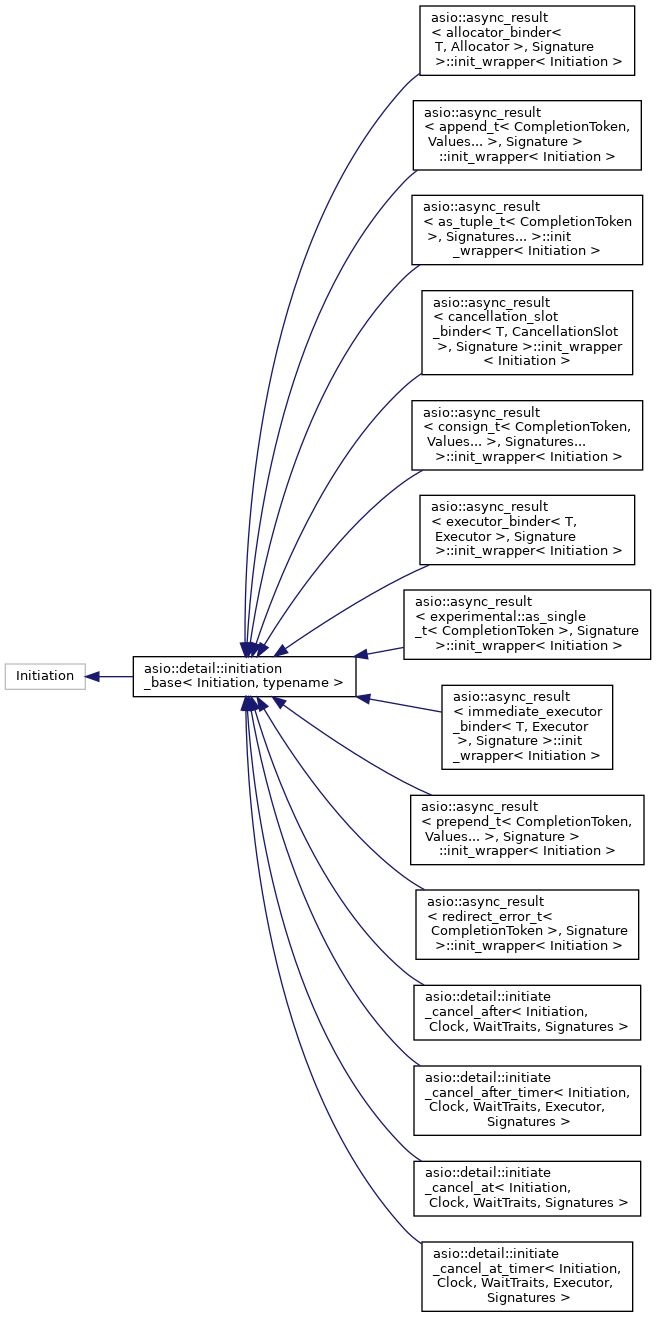 asio::async_result
< allocator_binder<
T, Allocator >, Signature
>::init_wrapper< Initiation >
asio::async_result
< append_t< CompletionToken,
Values... >, Signature >
::init_wrapper< Initiation >
asio::async_result
< as_tuple_t< CompletionToken
>, Signatures... >::init
_wrapper< Initiation >
asio::async_result
< cancellation_slot
_binder< T, CancellationSlot
>, Signature >::init_wrapper
< Initiation >
asio::async_result
< consign_t< CompletionToken,
Values... >, Signatures...
>::init_wrapper< Initiation >
asio::async_result
< executor_binder< T,
Executor >, Signature
>::init_wrapper< Initiation >
asio::async_result
< experimental::as_single
_t< CompletionToken >, Signature
>::init_wrapper< Initiation >
Initiation
asio::detail::initiation
_base< Initiation, typename >
asio::async_result
< immediate_executor
_binder< T, Executor
>, Signature >::init
_wrapper< Initiation >
asio::async_result
< prepend_t< CompletionToken,
Values... >, Signature >
::init_wrapper< Initiation >
asio::async_result
< redirect_error_t<
CompletionToken >, Signature
>::init_wrapper< Initiation >
asio::detail::initiate
_cancel_after< Initiation,
Clock, WaitTraits, Signatures >
asio::detail::initiate
_cancel_after_timer< Initiation,
Clock, WaitTraits, Executor,
Signatures >
asio::detail::initiate
_cancel_at< Initiation,
Clock, WaitTraits, Signatures >
asio::detail::initiate
_cancel_at_timer< Initiation,
Clock, WaitTraits, Executor,
Signatures >